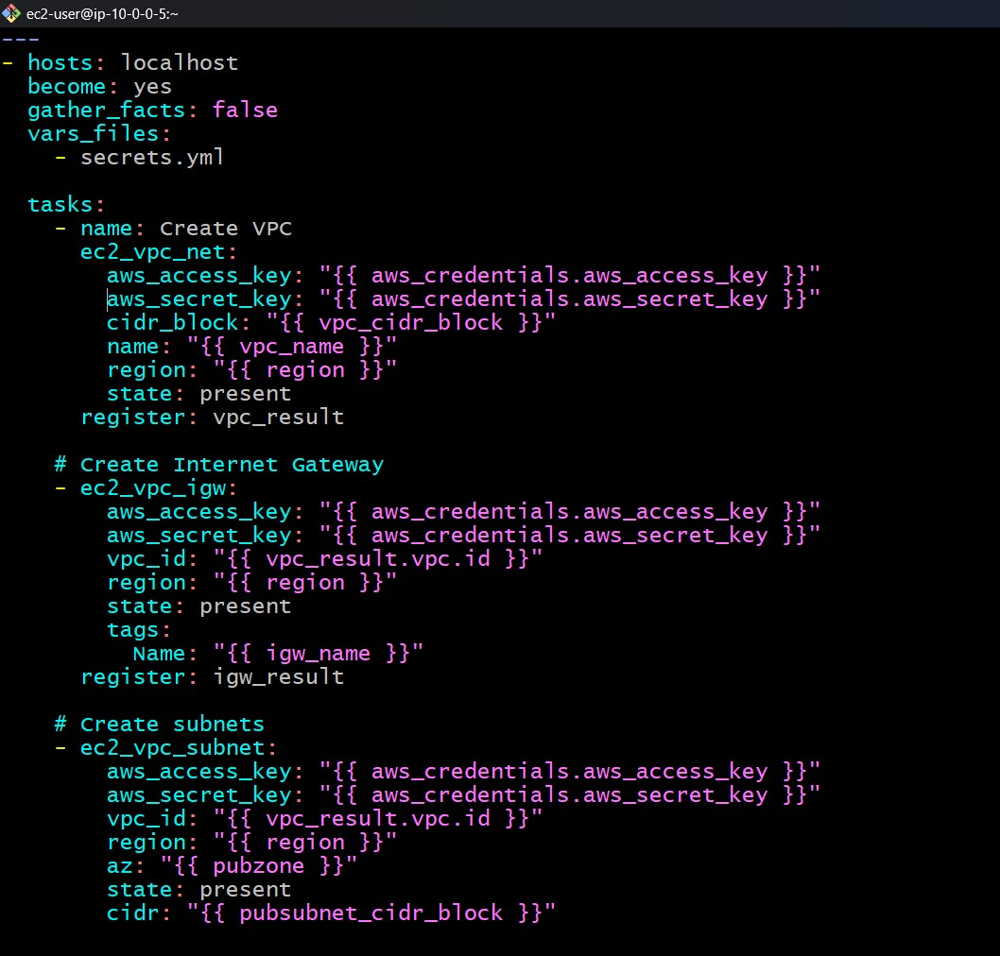 ec2-user@ip-10-0-0-5:~
---
- hosts: localhost
  become: yes
  gather_facts: false
  vars_files:
    - secrets.yml

  tasks:
    - name: Create VPC
      ec2_vpc_net:
        aws_access_key: "{{ aws_credentials.aws_access_key }}"
        aws_secret_key: "{{ aws_credentials.aws_secret_key }}"
        cidr_block: "{{ vpc_cidr_block }}"
        name: "{{ vpc_name }}"
        region: "{{ region }}"
        state: present
      register: vpc_result

    # Create Internet Gateway
    - ec2_vpc_igw:
        aws_access_key: "{{ aws_credentials.aws_access_key }}"
        aws_secret_key: "{{ aws_credentials.aws_secret_key }}"
        vpc_id: "{{ vpc_result.vpc.id }}"
        region: "{{ region }}"
        state: present
        tags:
          Name: "{{ igw_name }}"
      register: igw_result

    # Create subnets
    - ec2_vpc_subnet:
        aws_access_key: "{{ aws_credentials.aws_access_key }}"
        aws_secret_key: "{{ aws_credentials.aws_secret_key }}"
        vpc_id: "{{ vpc_result.vpc.id }}"
        region: "{{ region }}"
        az: "{{ pubzone }}"
        state: present
        cidr: "{{ pubsubnet_cidr_block }}"